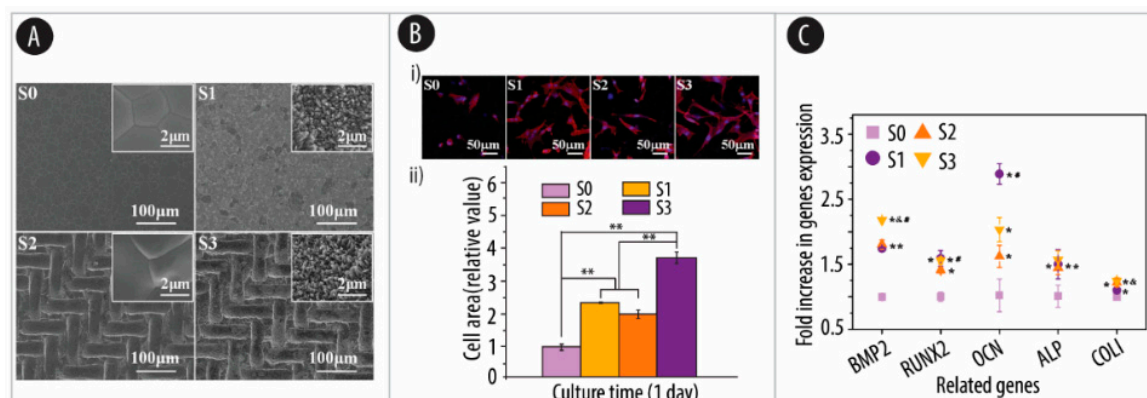 A
S0
2μm
100μm
S1
2μm
100μm
S2
2μm
100μm
S3
2μm
100μm
B
i)
S0
50μm
S1
50μm
S2
50μm
S3
50μm
ii)
Cell area(relative value)
6
5
4
3
2
1
0
S0
S1
S2
S3
**
**
**
Culture time (1 day)
C
Fold increase in genes expression
3.5
2.5
1.5
0.5
S0
S2
S1
S3
*&#
**
*
*#
*
*#
*
*
*
**
*
*&
*
BMP2
RUNX2
OCN
ALP
COLI
Related genes